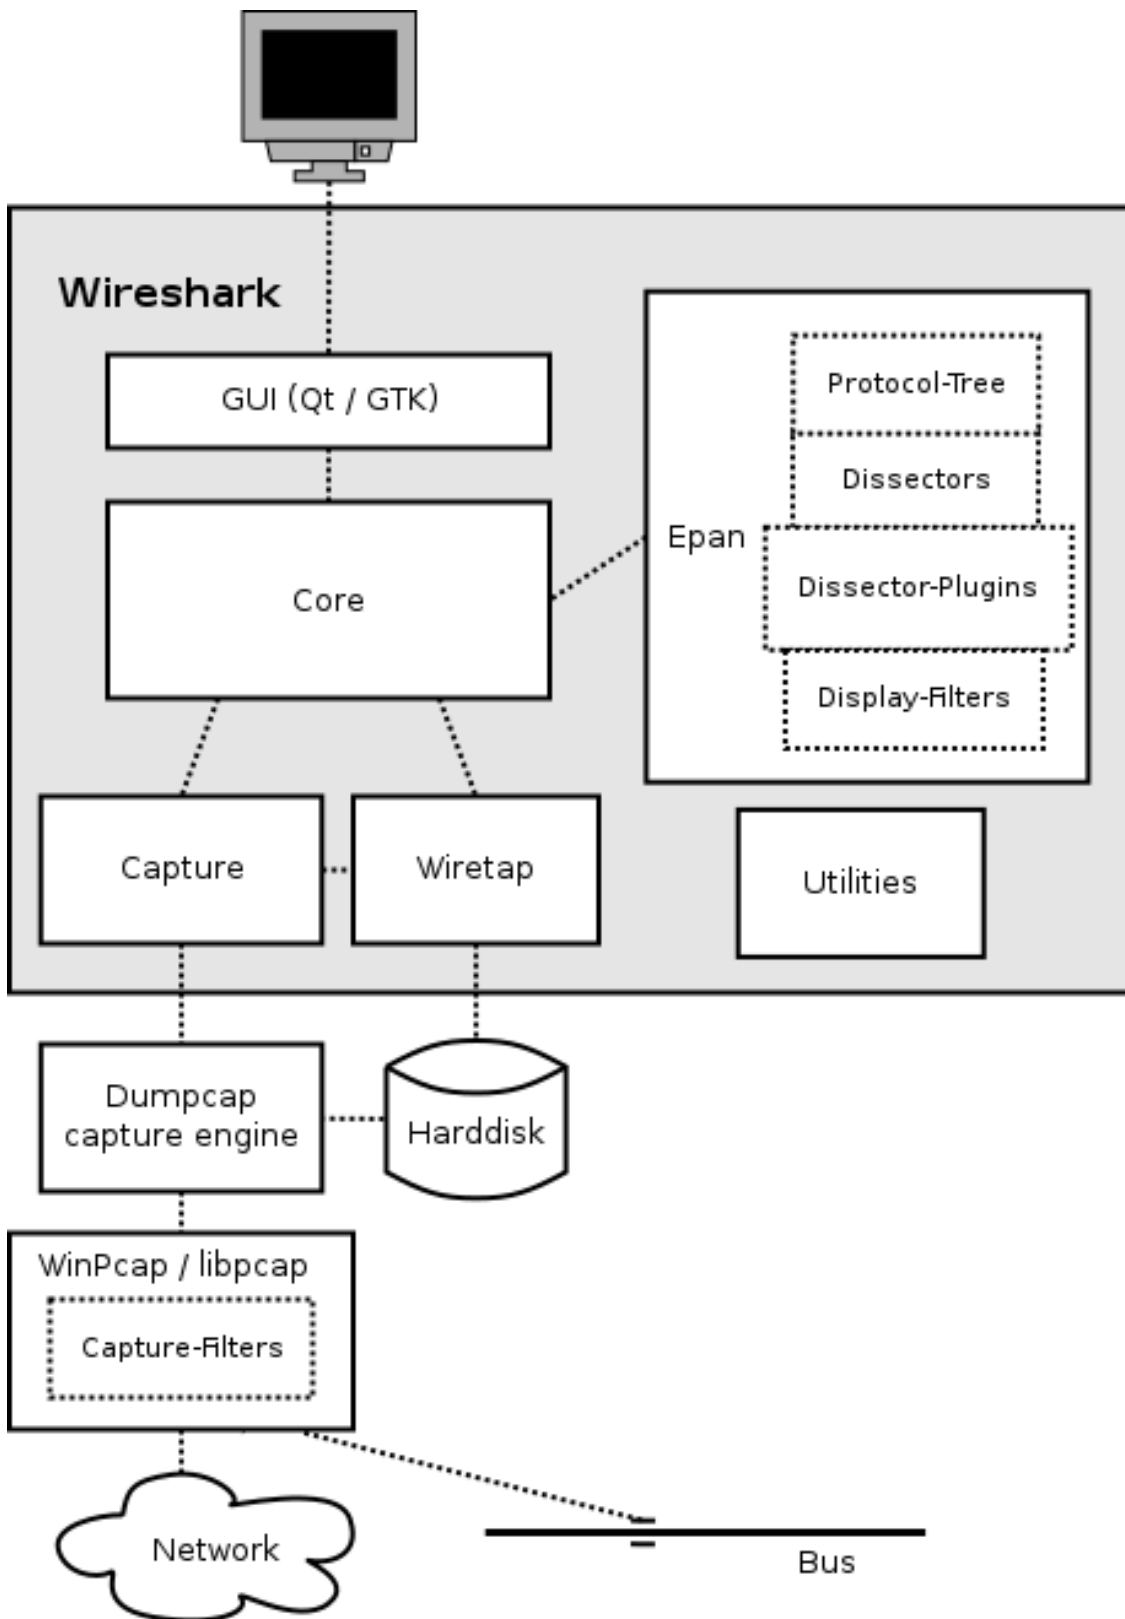 Wireshark
GUI (Qt / GTK)
Core
Epan
Protocol-Tree
Dissectors
Dissector-Plugins
Display-Filters
Capture
Wiretap
Utilities
Dumpcap
capture engine
Harddisk
WinPcap / libpcap
Capture-Filters
Network
Bus